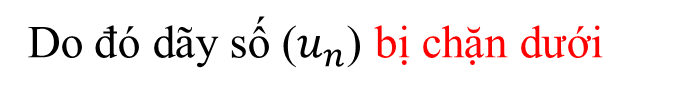 Do đó dãy số (uₙ) bị chặn dưới